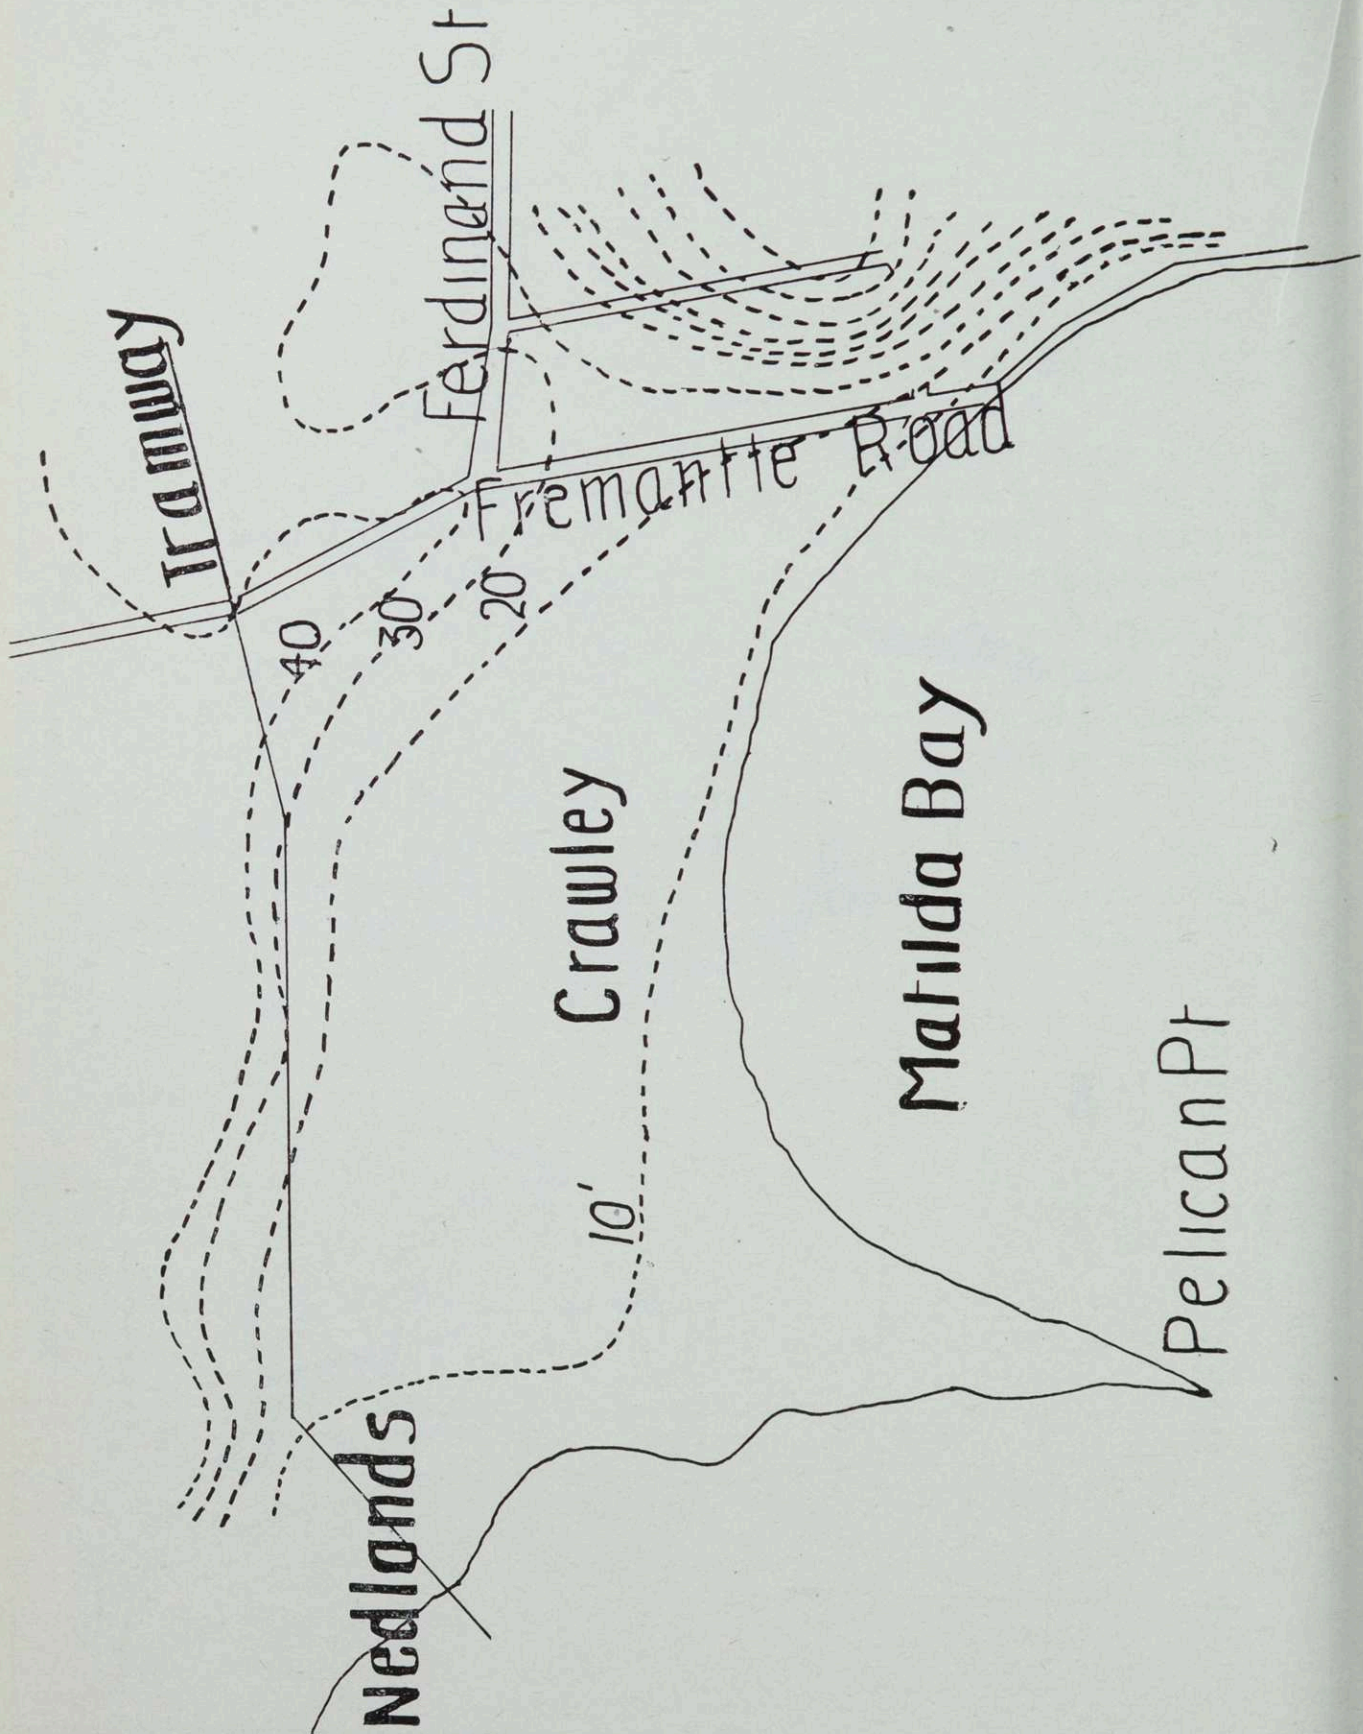 Ferdinand St
Tramway
Fremantle Road
40
30
20
Crawley
Matilda Bay
10'
Pelican Pt
Nedlands